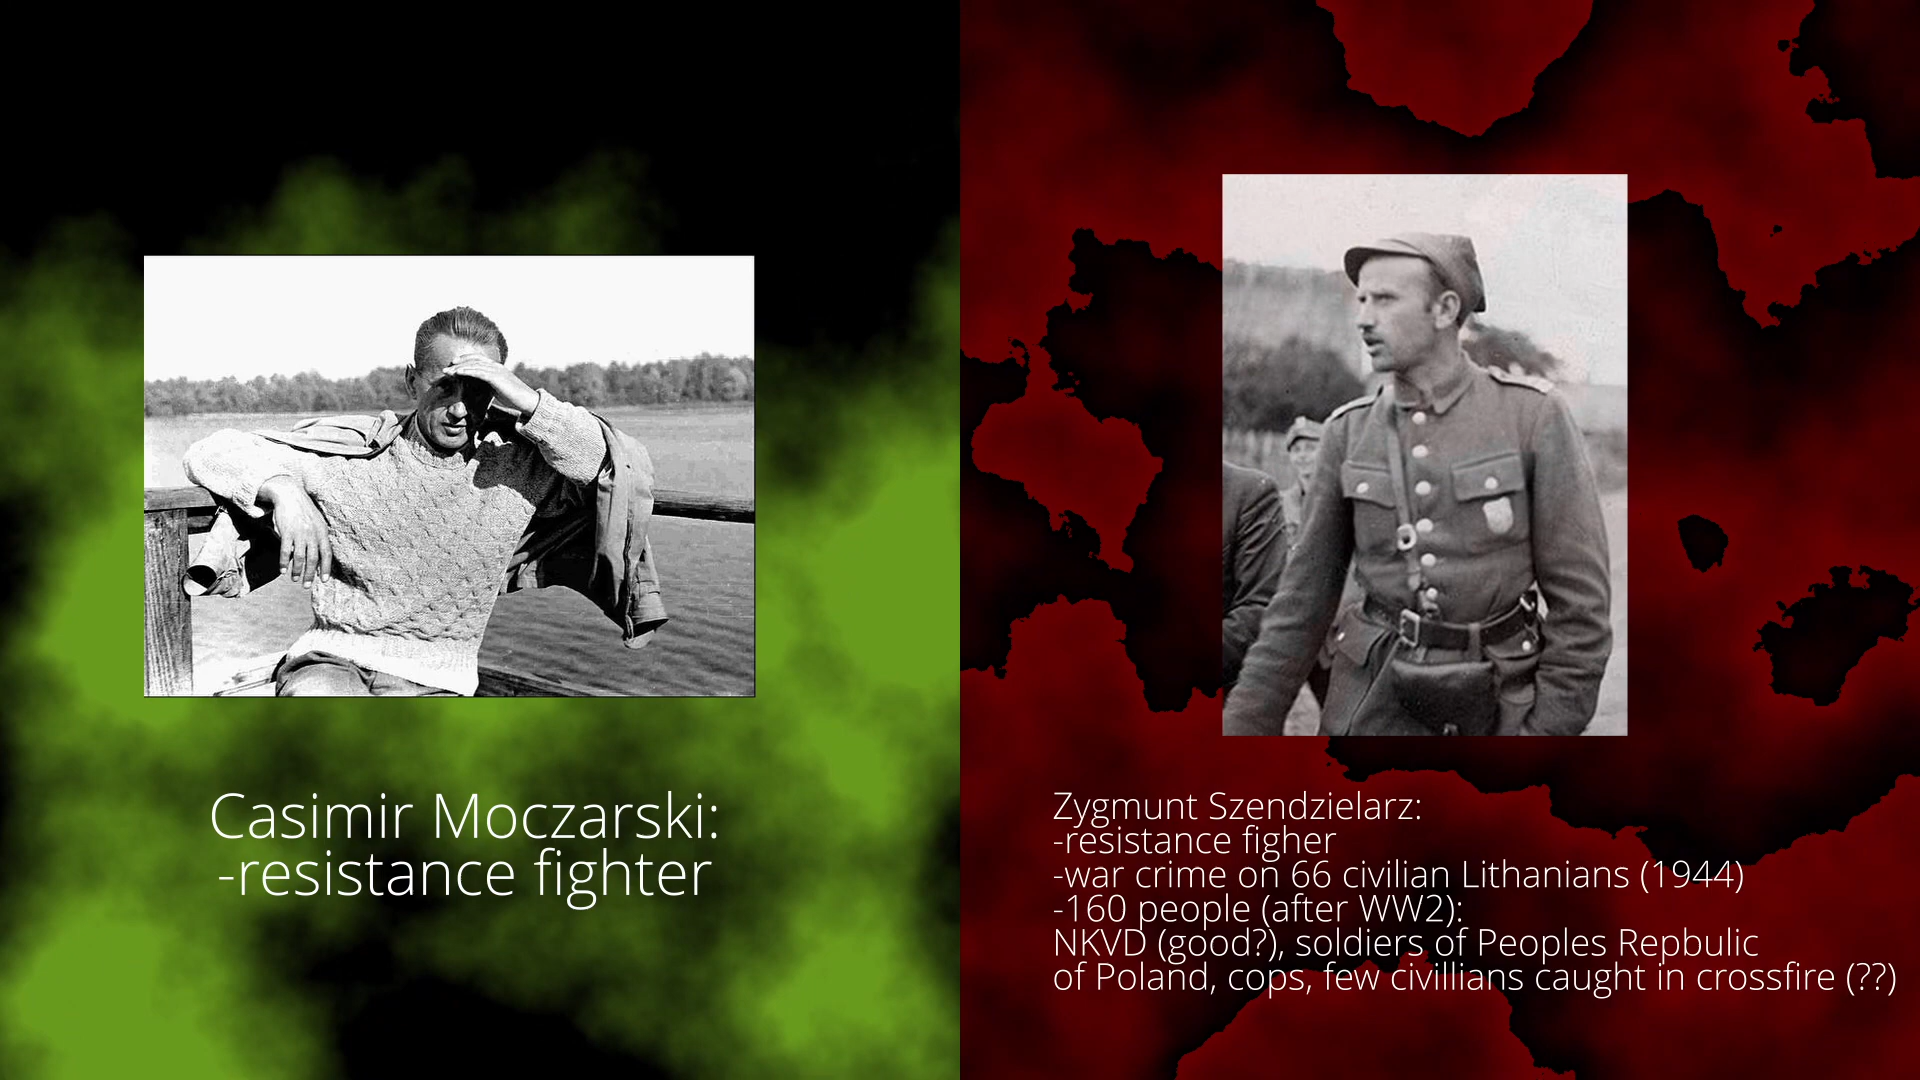 Casimir Moczarski:
-resistance fighter
Zygmunt Szendzielarz:
-resistance figher
-war crime on 66 civilian Lithanians (1944)
-160 people (after WW2):
NKVD (good?), soldiers of Peoples Repbulic
of Poland, cops, few civillians caught in crossfire (??)